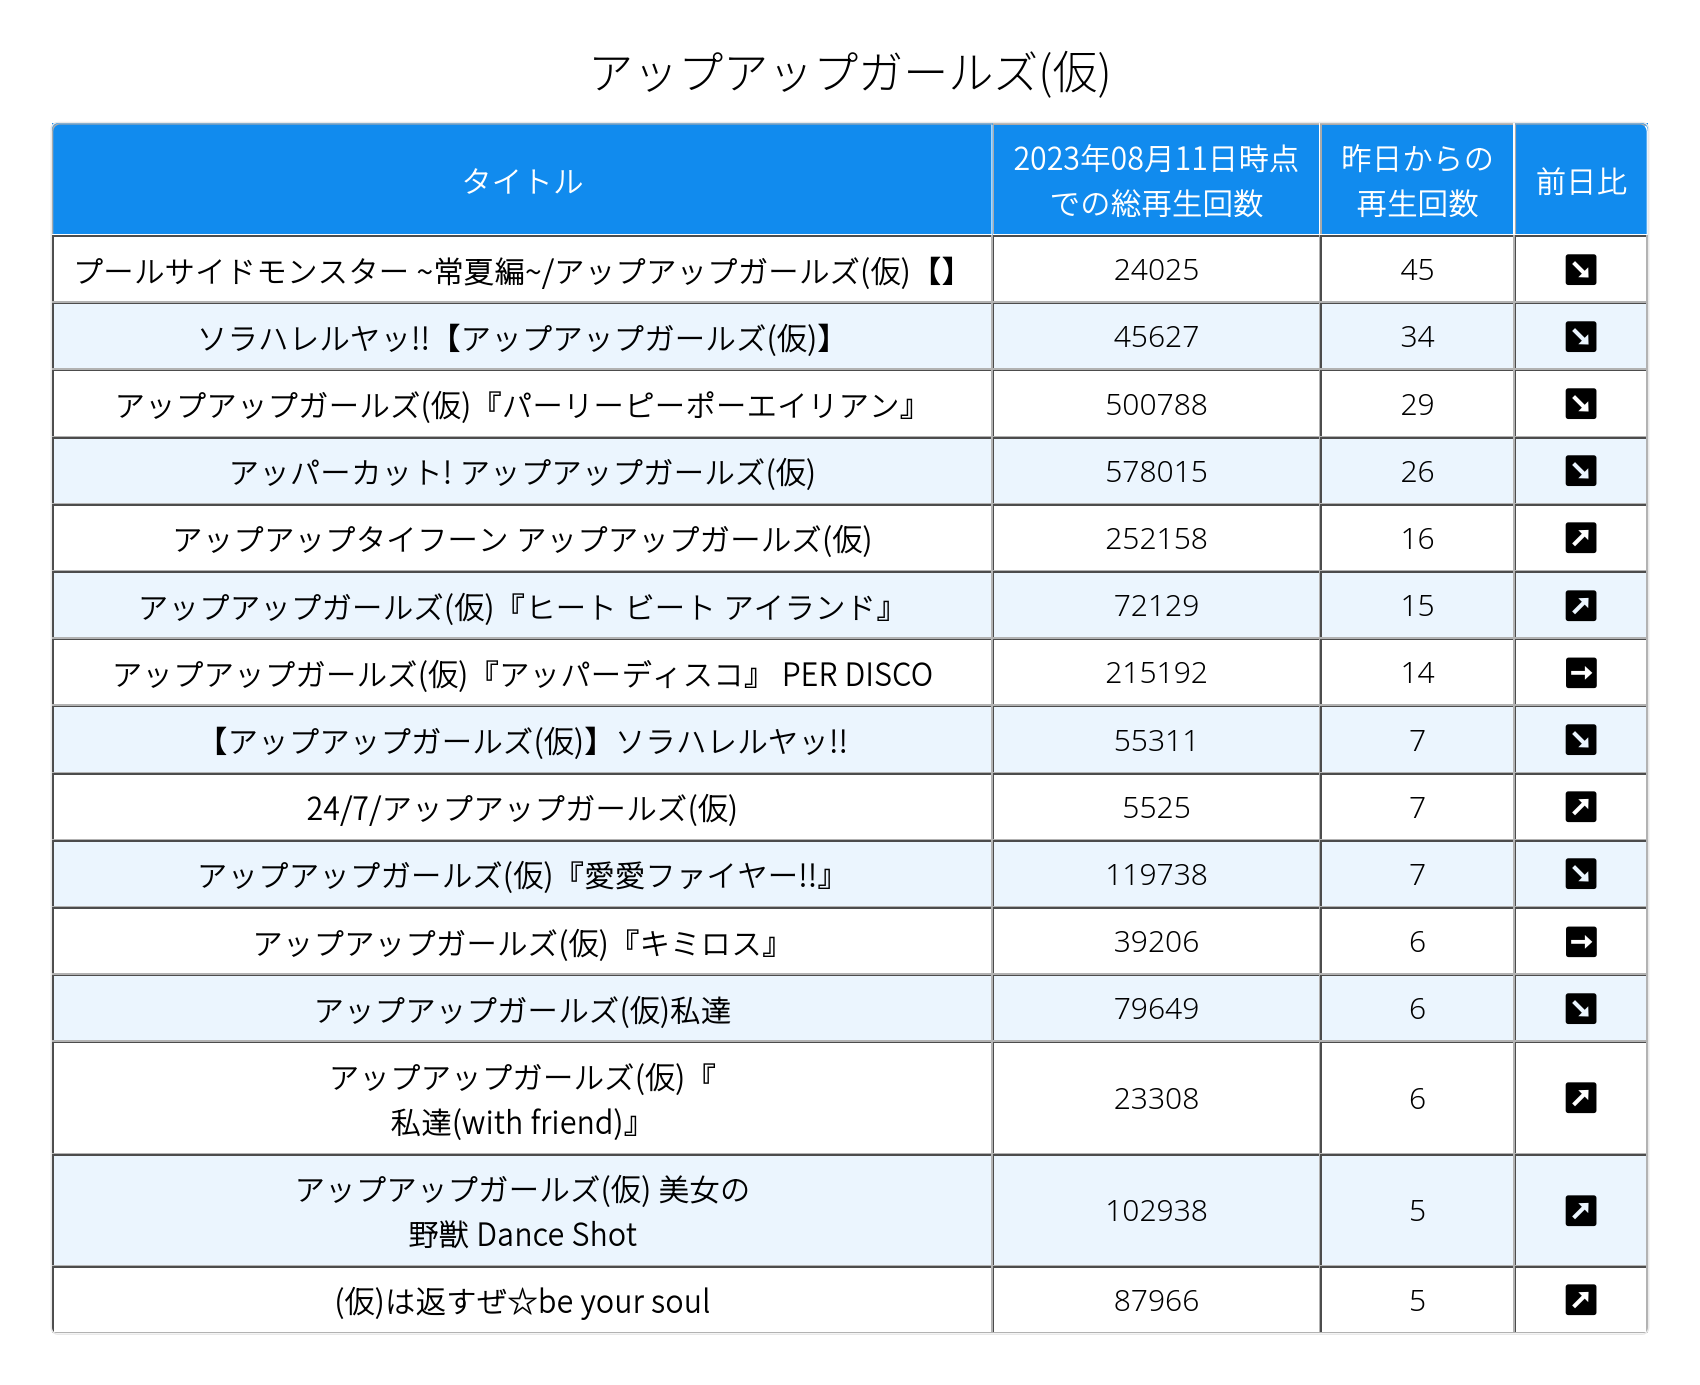 アップアップガールズ(仮)
タイトル
2023年08月11日時点
での総再生回数
昨日からの
再生回数
前日比
プールサイドモンスター ~常夏編~/アップアップガールズ(仮)【】 24025 45
ソラハレルヤッ!!【アップアップガールズ(仮)】 45627 34
アップアップガールズ(仮)『パーリーピーポーエイリアン』 500788 29
アッパーカット! アップアップガールズ(仮) 578015 26
アップアップタイフーン アップアップガールズ(仮) 252158 16
アップアップガールズ(仮)『ヒート ビート アイランド』 72129 15
アップアップガールズ(仮)『アッパーディスコ』 PER DISCO 215192 14
【アップアップガールズ(仮)】ソラハレルヤッ!! 55311 7
24/7/アップアップガールズ(仮) 5525 7
アップアップガールズ(仮)『愛愛ファイヤー!!』 119738 7
アップアップガールズ(仮)『キミロス』 39206 6
アップアップガールズ(仮)私達 79649 6
アップアップガールズ(仮)『
私達(with friend)』 23308 6
アップアップガールズ(仮) 美女の
野獣 Dance Shot 102938 5
(仮)は返すぜ☆be your soul 87966 5